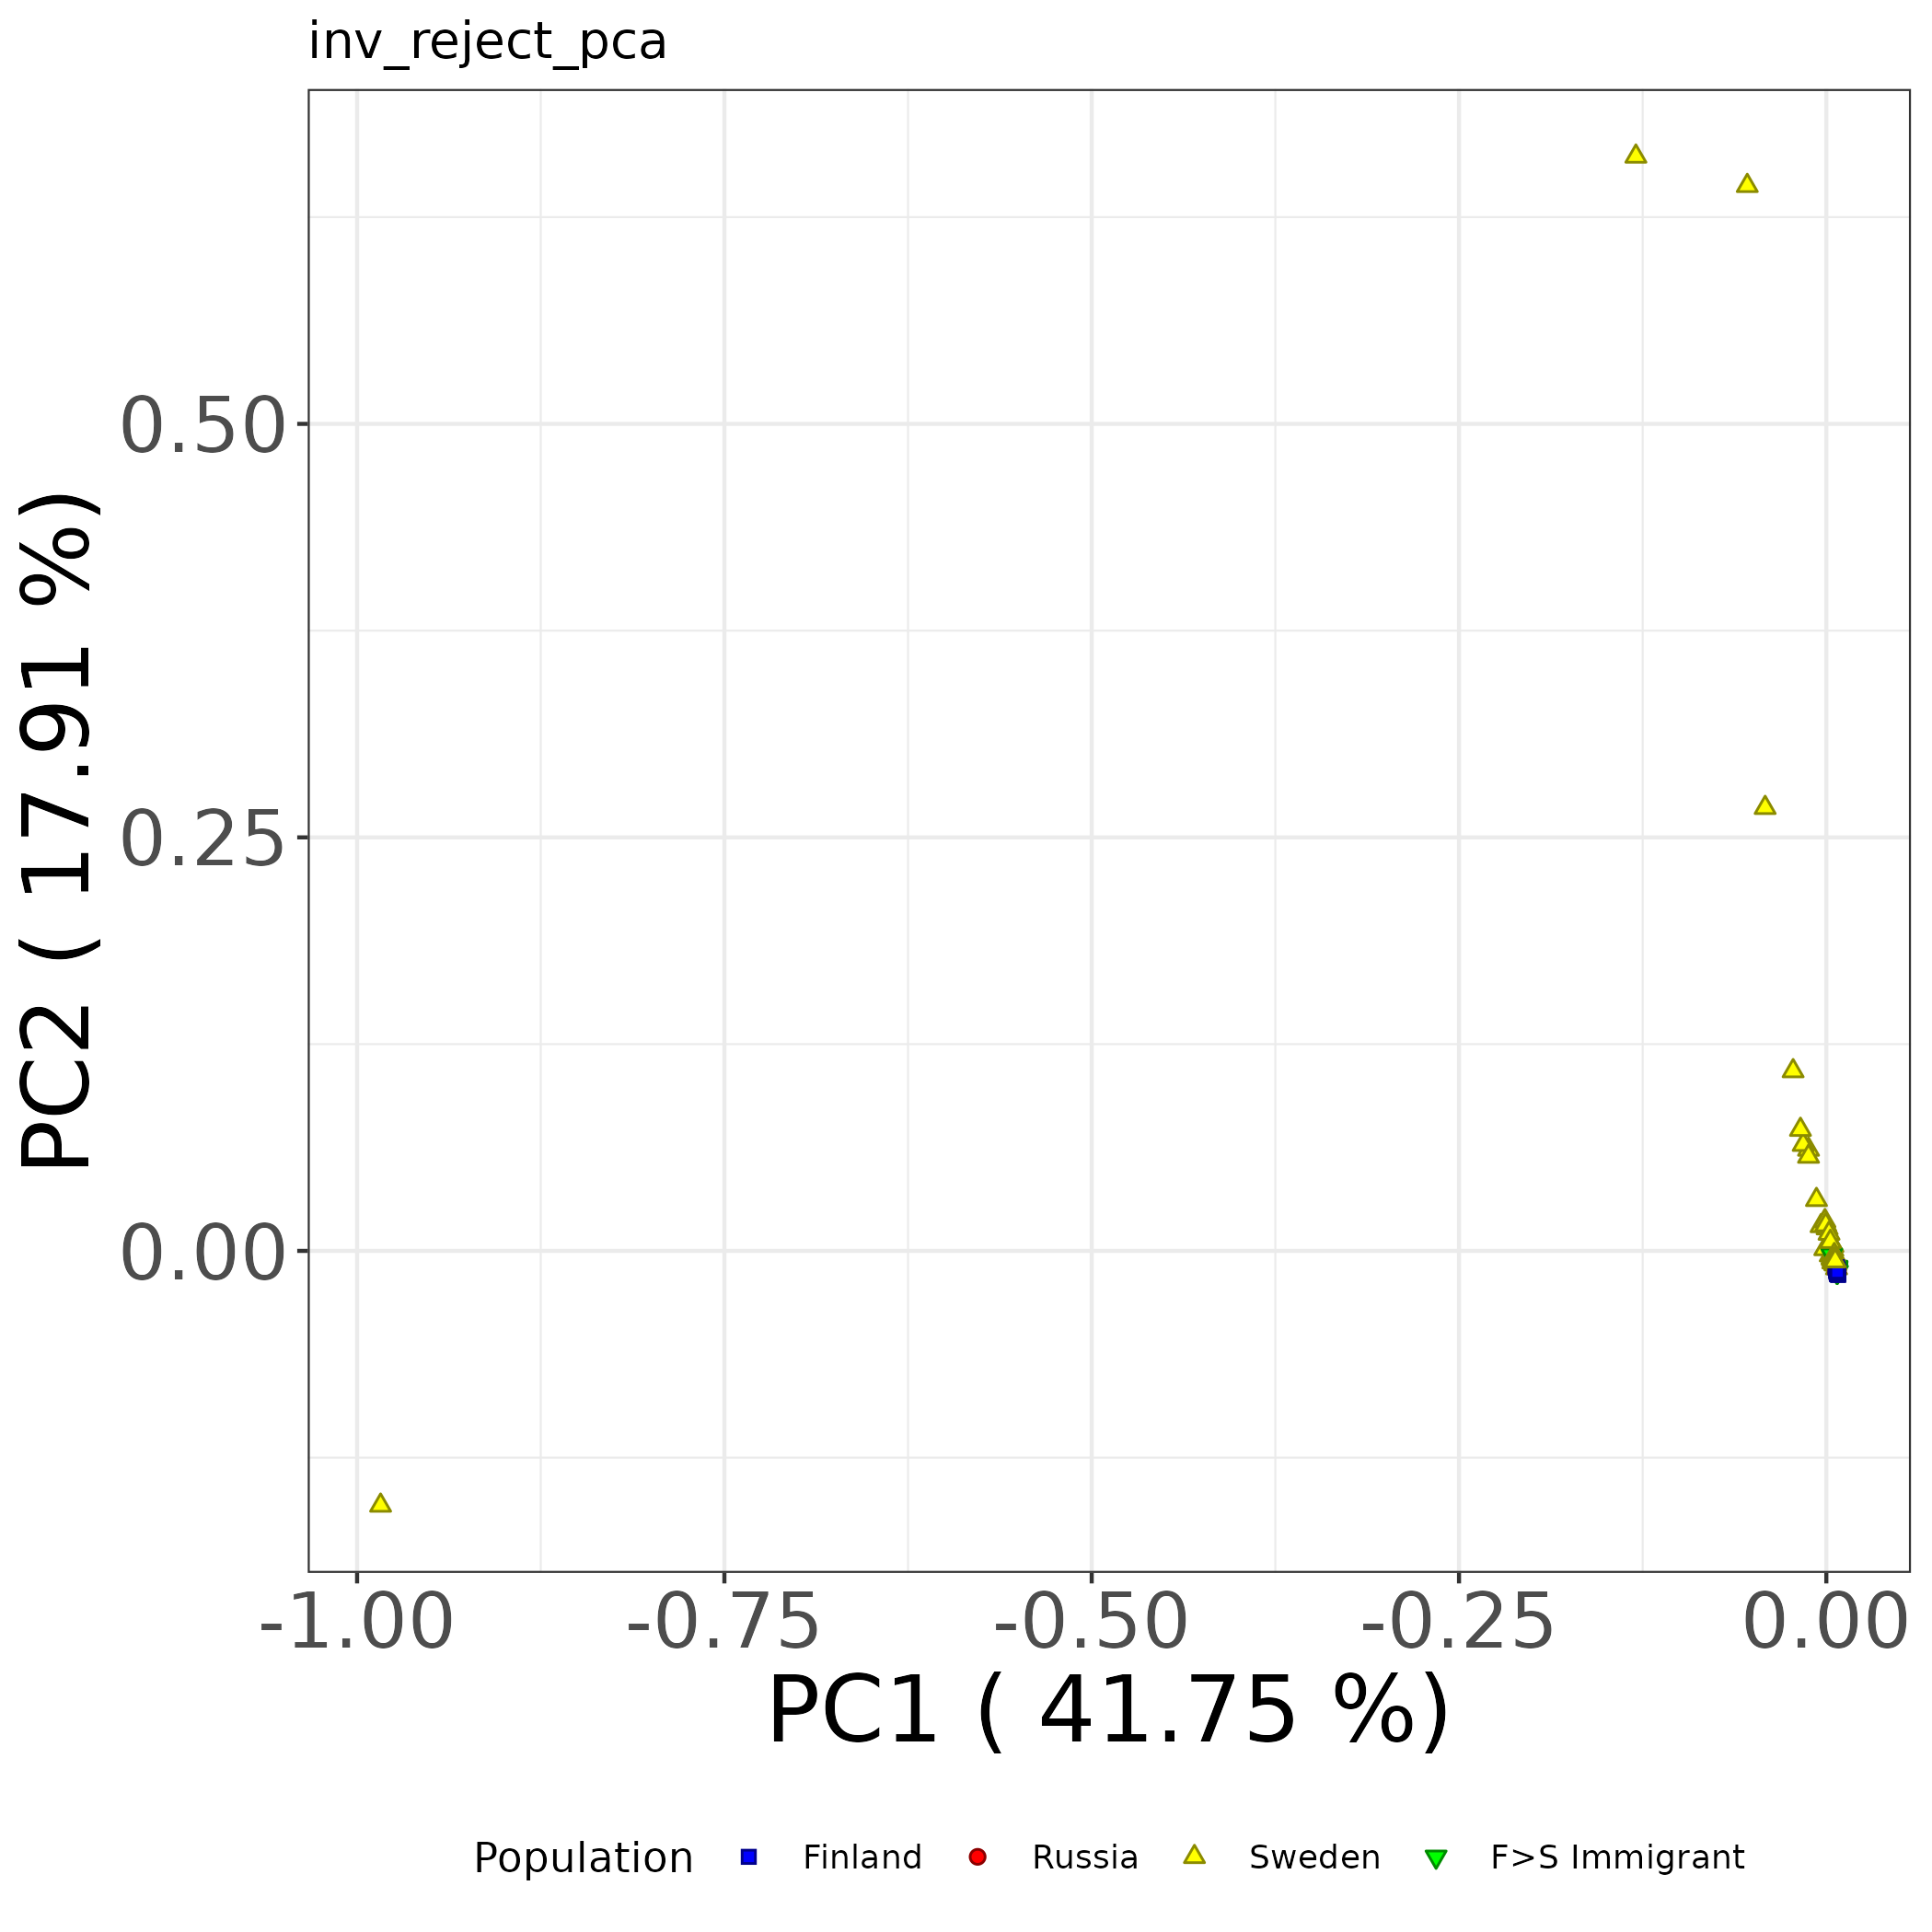 inv_reject_pca
PC2 ( 17.91 %)
0.50
0.25
0.00
-1.00 -0.75 -0.50 -0.25 0.00
PC1 ( 41.75 %)
Population Finland Russia Sweden F>S Immigrant